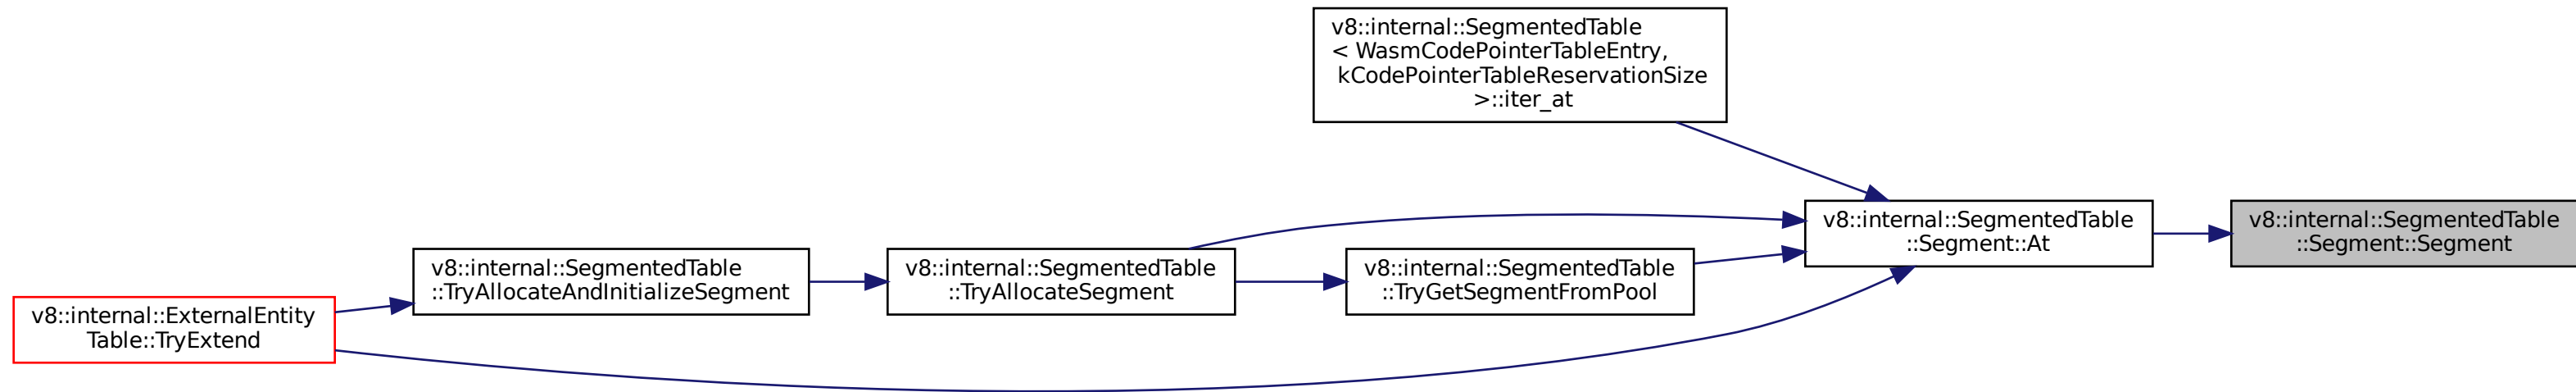 v8::internal::SegmentedTable
< WasmCodePointerTableEntry,
kCodePointerTableReservationSize
>::iter_at
v8::internal::SegmentedTable
::Segment::At
v8::internal::SegmentedTable
::Segment::Segment
v8::internal::SegmentedTable
::TryAllocateAndInitializeSegment
v8::internal::SegmentedTable
::TryAllocateSegment
v8::internal::SegmentedTable
::TryGetSegmentFromPool
v8::internal::ExternalEntity
Table::TryExtend